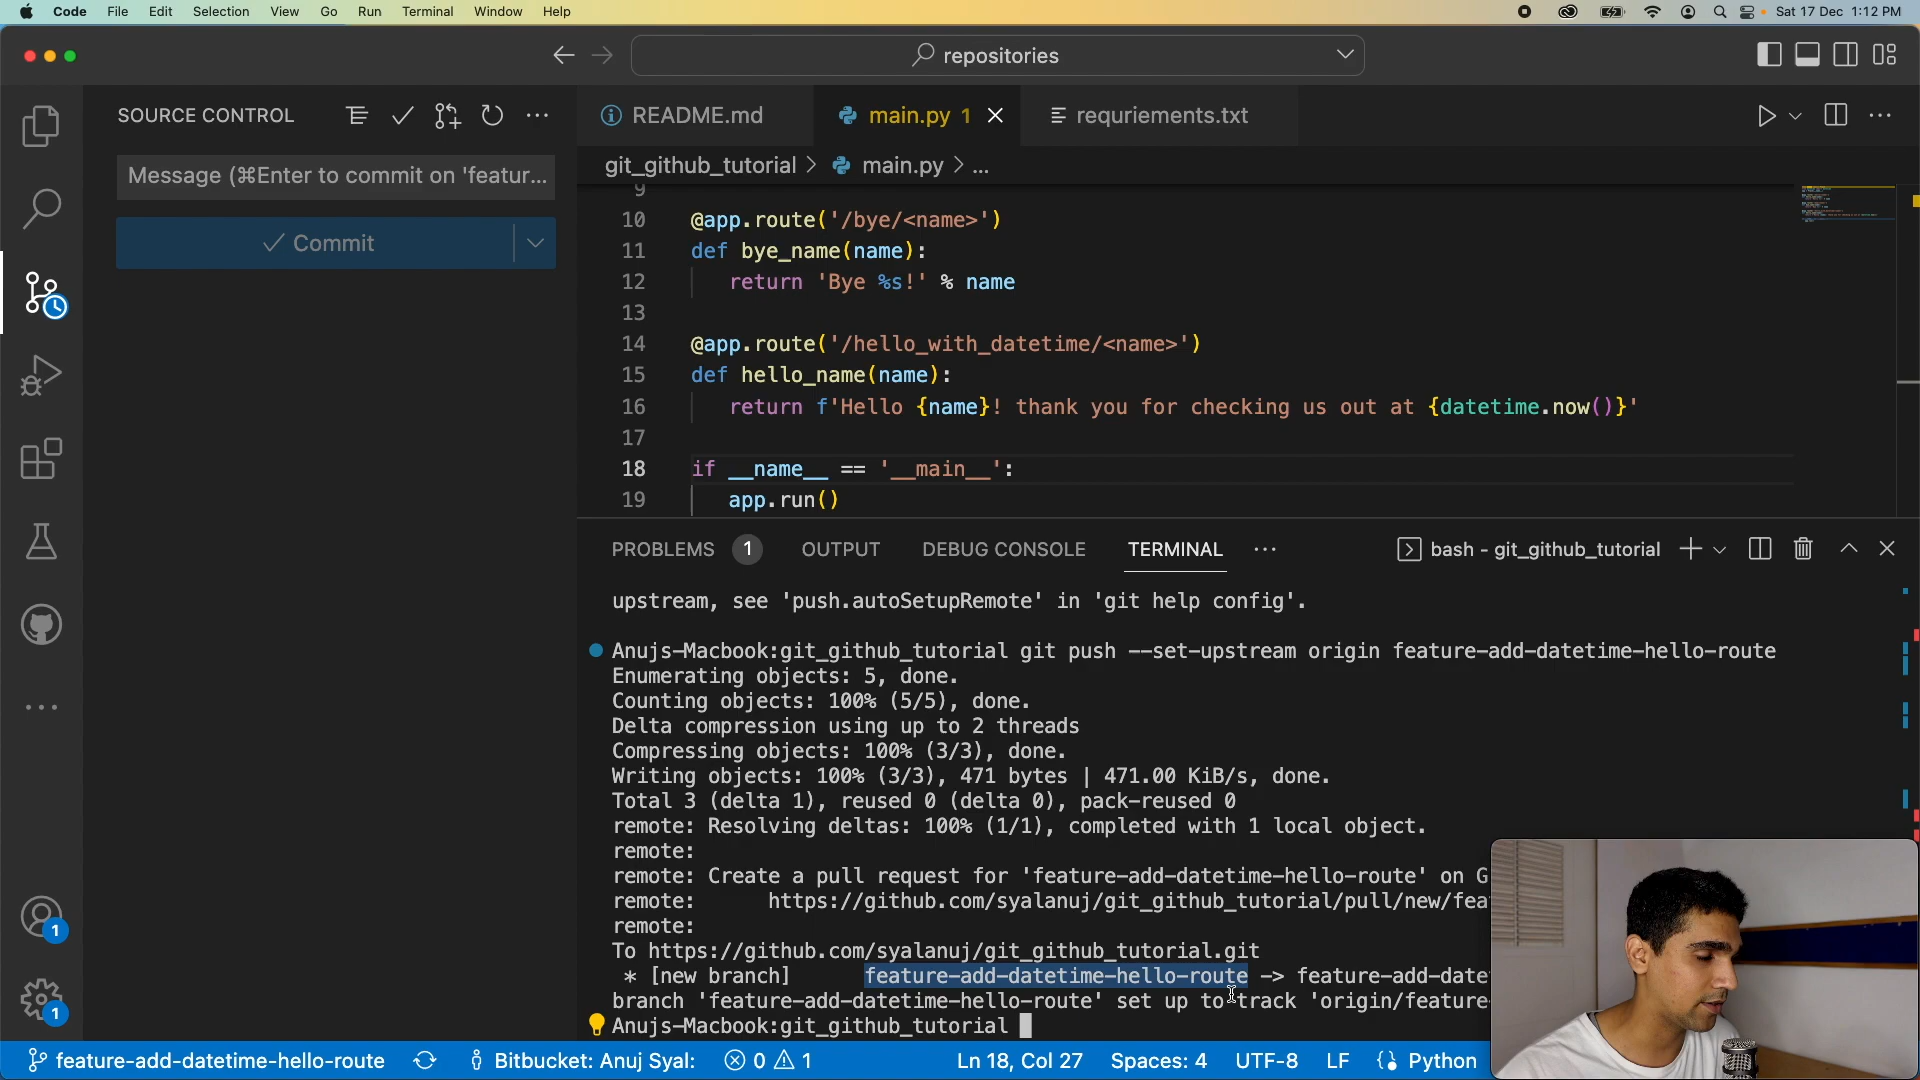 Code File Edit Selection View Go Run Terminal Window Help Sat 17 Dec 1:12 PM
repositories
SOURCE CONTROL
Message (⌘Enter to commit on 'featur...
Commit
README.md main.py 1 requriements.txt
git_github_tutorial > main.py > ...
9
10 @app.route('/bye/<name>')
11 def bye_name(name):
12 return 'Bye %s!' % name
13
14 @app.route('/hello_with_datetime/<name>')
15 def hello_name(name):
16 return f'Hello {name}! thank you for checking us out at {datetime.now()}'
17
18 if __name__ == '__main__':
19 app.run()
PROBLEMS 1 OUTPUT DEBUG CONSOLE TERMINAL ... bash - git_github_tutorial
upstream, see 'push.autoSetupRemote' in 'git help config'.
Anujs-Macbook:git_github_tutorial git push --set-upstream origin feature-add-datetime-hello-route
Enumerating objects: 5, done.
Counting objects: 100% (5/5), done.
Delta compression using up to 2 threads
Compressing objects: 100% (3/3), done.
Writing objects: 100% (3/3), 471 bytes | 471.00 KiB/s, done.
Total 3 (delta 1), reused 0 (delta 0), pack-reused 0
remote: Resolving deltas: 100% (1/1), completed with 1 local object.
remote:
remote: Create a pull request for 'feature-add-datetime-hello-route' on G
remote: https://github.com/syalanuj/git_github_tutorial/pull/new/fea
remote:
To https://github.com/syalanuj/git_github_tutorial.git
* [new branch] feature-add-datetime-hello-route -> feature-add-date
branch 'feature-add-datetime-hello-route' set up to track 'origin/feature-
Anujs-Macbook:git_github_tutorial
1
1
feature-add-datetime-hello-route Bitbucket: Anuj Syal: 0 1 Ln 18, Col 27 Spaces: 4 UTF-8 LF Python